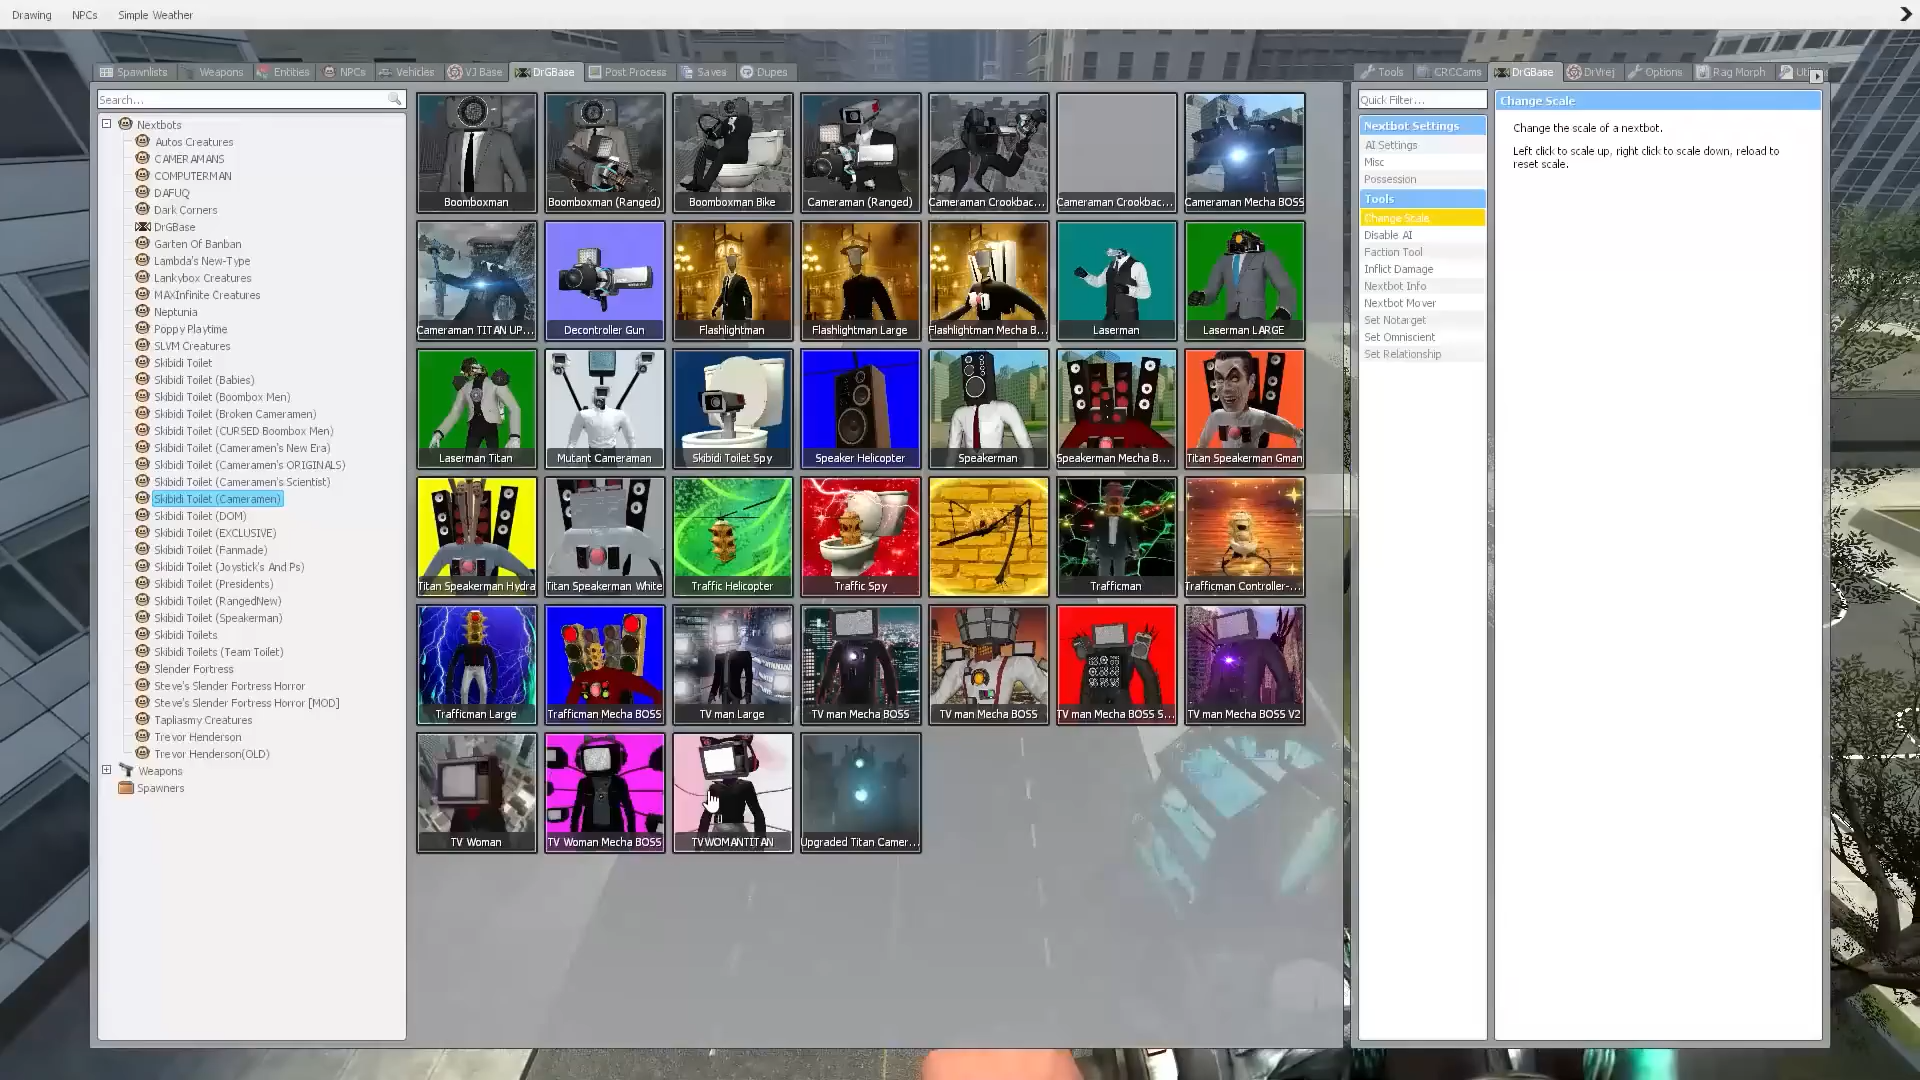 Drawing NPCs Simple Weather
Spawnlists Weapons Entities NPCs Vehicles VJ Base DrGBase Post Process Saves Dupes
Tools CRCCams DrGBase DrVrej Options Rag Morph
Search...
Nextbots
Autos Creatures
CAMERAMANS
COMPUTERMAN
DAFUQ
Dark Corners
DrGBase
Garten Of Banban
Lambda's New-Type
Lankybox Creatures
MAXInfinite Creatures
Neptunia
Poppy Playtime
SLVM Creatures
Skibidi Toilet
Skibidi Toilet (Babies)
Skibidi Toilet (Boombox Men)
Skibidi Toilet (Broken Cameramen)
Skibidi Toilet (CURSED Boombox Men)
Skibidi Toilet (Cameramen's New Era)
Skibidi Toilet (Cameramen's ORIGINALS)
Skibidi Toilet (Cameramen's Scientist)
Skibidi Toilet (Cameramen)
Skibidi Toilet (DOM)
Skibidi Toilet (EXCLUSIVE)
Skibidi Toilet (Fanmade)
Skibidi Toilet (Joystick's And Ps)
Skibidi Toilet (Presidents)
Skibidi Toilet (RangedNew)
Skibidi Toilet (Speakerman)
Skibidi Toilets
Skibidi Toilets (Team Toilet)
Slender Fortress
Steve's Slender Fortress Horror
Steve's Slender Fortress Horror [MOD]
Tapliasmy Creatures
Trevor Henderson
Trevor Henderson(OLD)
Weapons
Spawners
Boomboxman Boomboxman (Ranged) Boomboxman Bike Cameraman (Ranged) Cameraman Crookbac... Cameraman Crookbac... Cameraman Mecha BOSS
Cameraman TITAN UP... Decontroller Gun Flashlightman Flashlightman Large Flashlightman Mecha B... Laserman Laserman LARGE
Laserman Titan Mutant Cameraman Skibidi Toilet Spy Speaker Helicopter Speakerman Speakerman Mecha B... Titan Speakerman Gman
Titan Speakerman Hydra Titan Speakerman White Traffic Helicopter Traffic Spy Trafficman Trafficman Controller-...
Trafficman Large Trafficman Mecha BOSS TV man Large TV man Mecha BOSS TV man Mecha BOSS TV man Mecha BOSS S... TV man Mecha BOSS V2
TV Woman TV Woman Mecha BOSS TVWOMANTITAN Upgraded Titan Camer...
Quick Filter...
Nextbot Settings
AI Settings
Misc
Possession
Tools
Change Scale
Disable AI
Faction Tool
Inflict Damage
Nextbot Info
Nextbot Mover
Set Notarget
Set Omniscient
Set Relationship
Change Scale
Change the scale of a nextbot.
Left click to scale up, right click to scale down, reload to
reset scale.